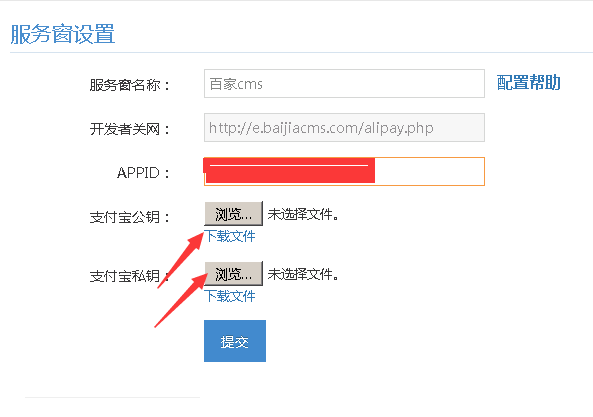 服务窗设置
服务窗名称： 百家cms 配置帮助
开发者关网： http://e.baijiacms.com/alipay.php
APPID：
支付宝公钥： 浏览... 未选择文件。
下载文件
支付宝私钥： 浏览... 未选择文件。
下载文件
提交